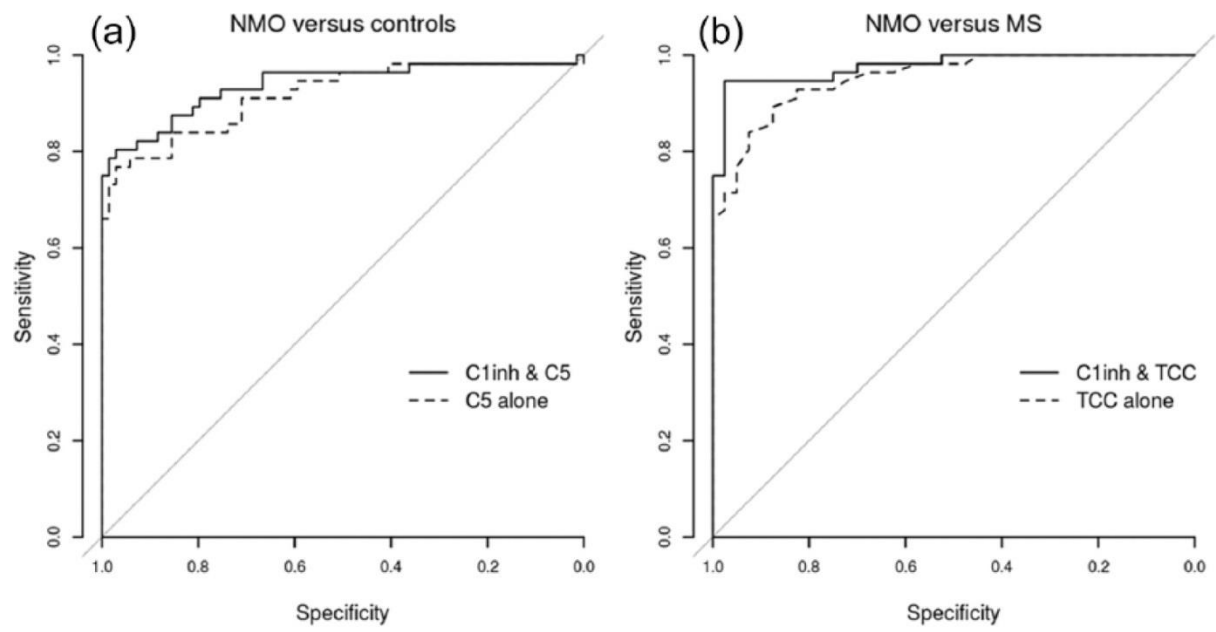 (a) NMO versus controls
1.0
0.8
0.6
0.4
0.2
0.0
Sensitivity
C1inh & C5
C5 alone
1.0 0.8 0.6 0.4 0.2 0.0
Specificity
(b) NMO versus MS
1.0
0.8
0.6
0.4
0.2
0.0
Sensitivity
C1inh & TCC
TCC alone
1.0 0.8 0.6 0.4 0.2 0.0
Specificity